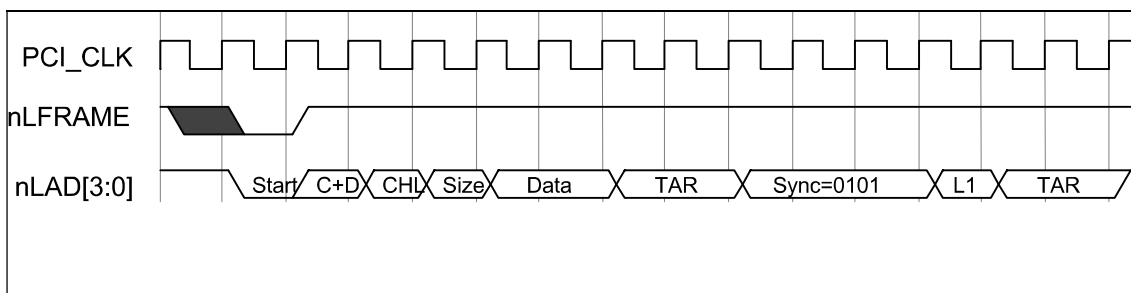 PCI_CLK
nLFRAME
nLAD[3:0] Start C+D CHL Size Data TAR Sync=0101 L1 TAR